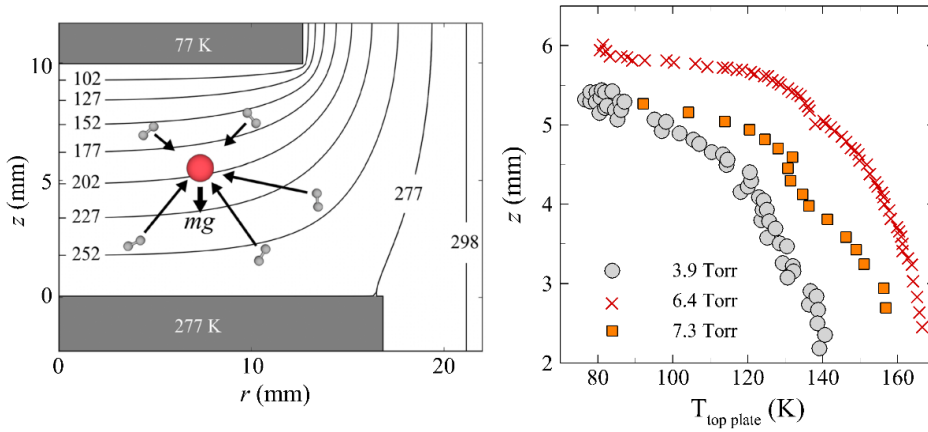 77 K
10
102
127
152
177
202
227
252
mg
277
298
5
0
z (mm)
277 K
0
10
20
r (mm)
6
5
4
3
2
z (mm)
3.9 Torr
6.4 Torr
7.3 Torr
80
100
120
140
160
T top plate (K)